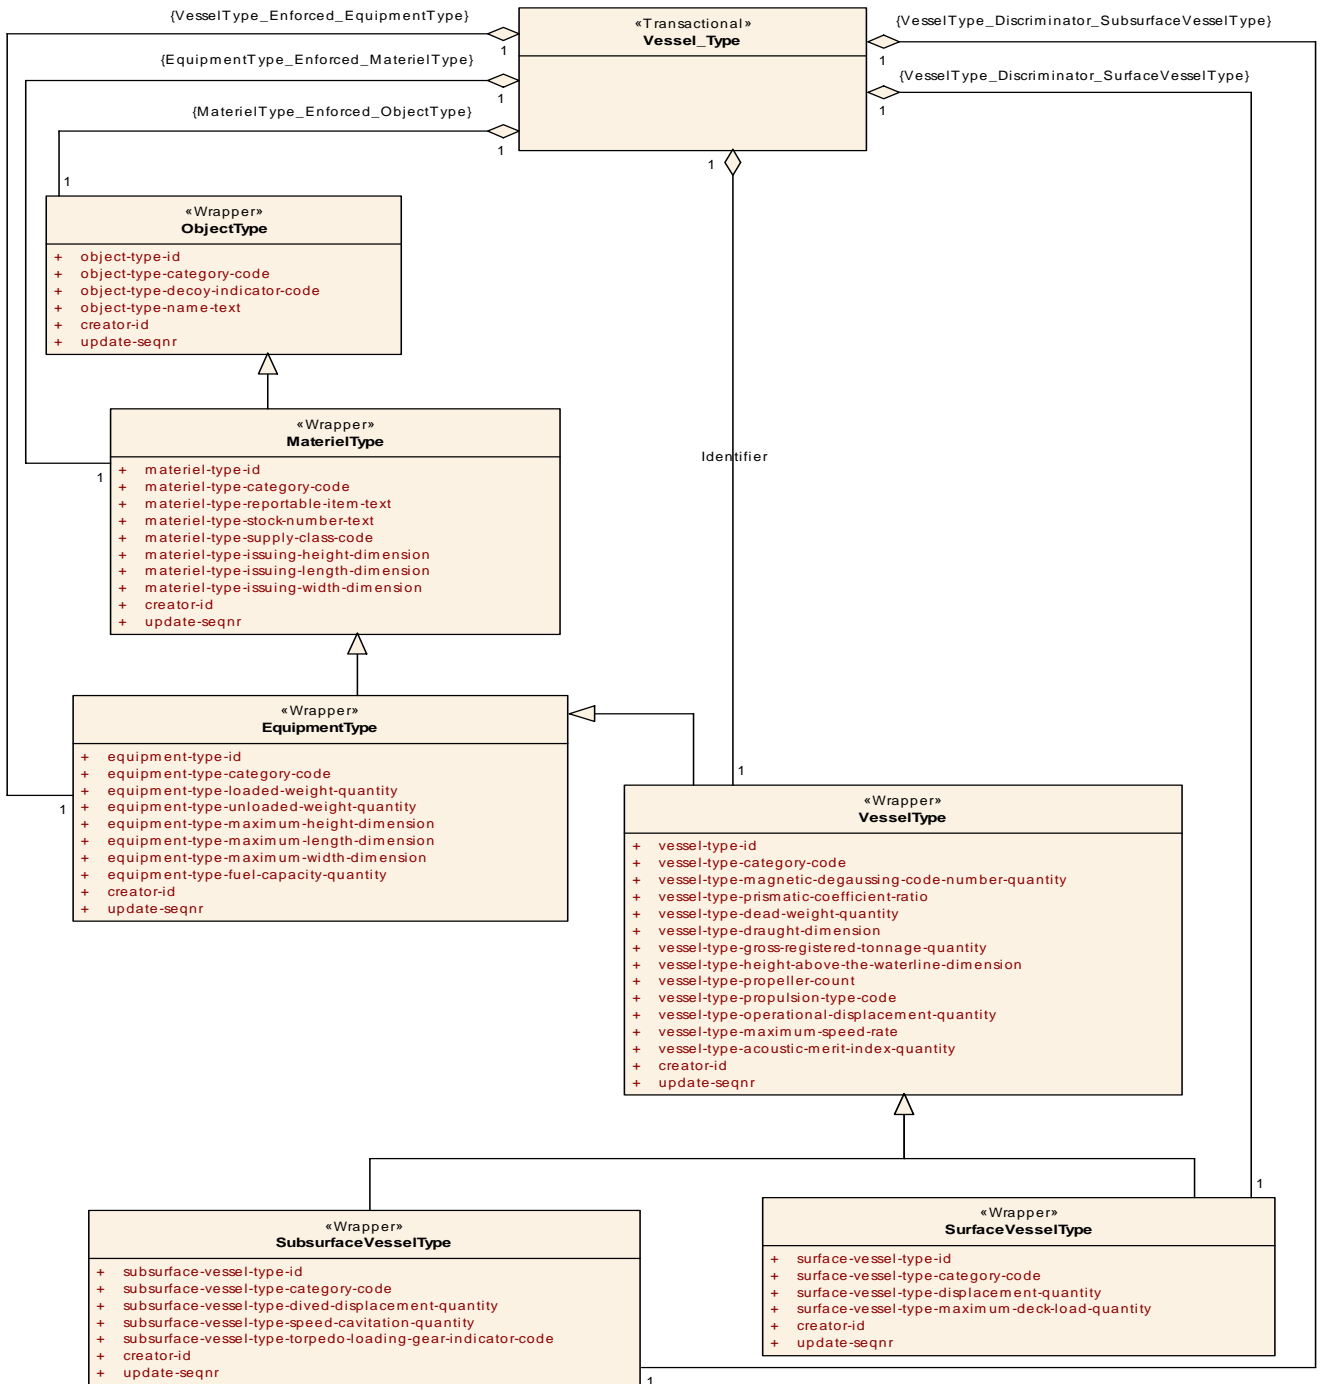 {VesselType_Enforced_EquipmentType}
1
{EquipmentType_Enforced_MaterielType}
1
{MaterielType_Enforced_ObjectType}
1
«Transactional»
Vessel_Type
{VesselType_Discriminator_SubsurfaceVesselType}
1
{VesselType_Discriminator_SurfaceVesselType}
1
1
1
«Wrapper»
ObjectType
+ object-type-id
+ object-type-category-code
+ object-type-decoy-indicator-code
+ object-type-name-text
+ creator-id
+ update-seqnr
«Wrapper»
MaterielType
+ materiel-type-id
+ materiel-type-category-code
+ materiel-type-reportable-item-text
+ materiel-type-stock-number-text
+ materiel-type-supply-class-code
+ materiel-type-issuing-height-dimension
+ materiel-type-issuing-length-dimension
+ materiel-type-issuing-width-dimension
+ creator-id
+ update-seqnr
1
Identifier
«Wrapper»
EquipmentType
+ equipment-type-id
+ equipment-type-category-code
+ equipment-type-loaded-weight-quantity
+ equipment-type-unloaded-weight-quantity
+ equipment-type-maximum-height-dimension
+ equipment-type-maximum-length-dimension
+ equipment-type-maximum-width-dimension
+ equipment-type-fuel-capacity-quantity
+ creator-id
+ update-seqnr
1
1
«Wrapper»
VesselType
+ vessel-type-id
+ vessel-type-category-code
+ vessel-type-magnetic-degaussing-code-number-quantity
+ vessel-type-prismatic-coefficient-ratio
+ vessel-type-dead-weight-quantity
+ vessel-type-draught-dimension
+ vessel-type-gross-registered-tonnage-quantity
+ vessel-type-height-above-the-waterline-dimension
+ vessel-type-propeller-count
+ vessel-type-propulsion-type-code
+ vessel-type-operational-displacement-quantity
+ vessel-type-maximum-speed-rate
+ vessel-type-acoustic-merit-index-quantity
+ creator-id
+ update-seqnr
«Wrapper»
SubsurfaceVesselType
+ subsurface-vessel-type-id
+ subsurface-vessel-type-category-code
+ subsurface-vessel-type-dived-displacement-quantity
+ subsurface-vessel-type-speed-cavitation-quantity
+ subsurface-vessel-type-torpedo-loading-gear-indicator-code
+ creator-id
+ update-seqnr
1
1
«Wrapper»
SurfaceVesselType
+ surface-vessel-type-id
+ surface-vessel-type-category-code
+ surface-vessel-type-displacement-quantity
+ surface-vessel-type-maximum-deck-load-quantity
+ creator-id
+ update-seqnr